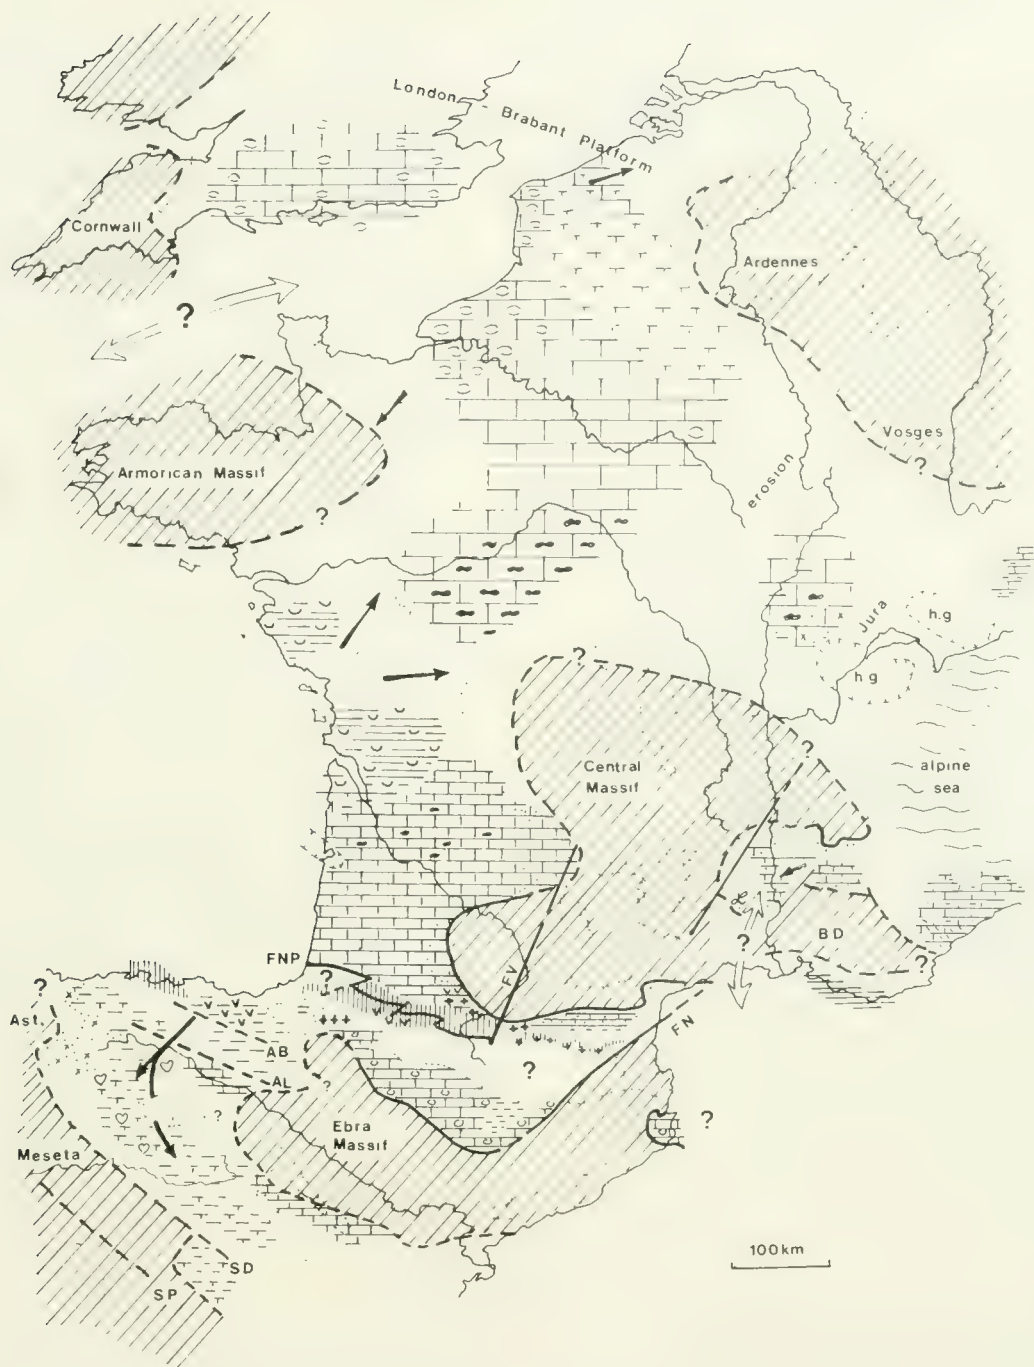 London - Brabant Platform
Cornwall
?
Ardennes
Vosges
?
Armorican Massif
?
erosion
Jura
h.g
h.g
?
?
Central
Massif
alpine
sea
BD
?
?
FNP
?
FV
FN
?
Ast.
AB
AL
?
?
?
Ebra
Massif
?
Meseta
SD
SP
100km